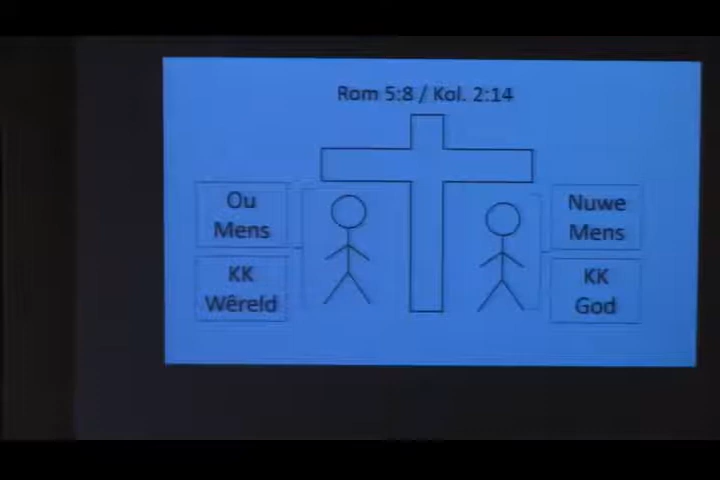 Rom 5:8 / Kol. 2:14
Ou
Mens
KK
Wêreld
Nuwe
Mens
KK
God